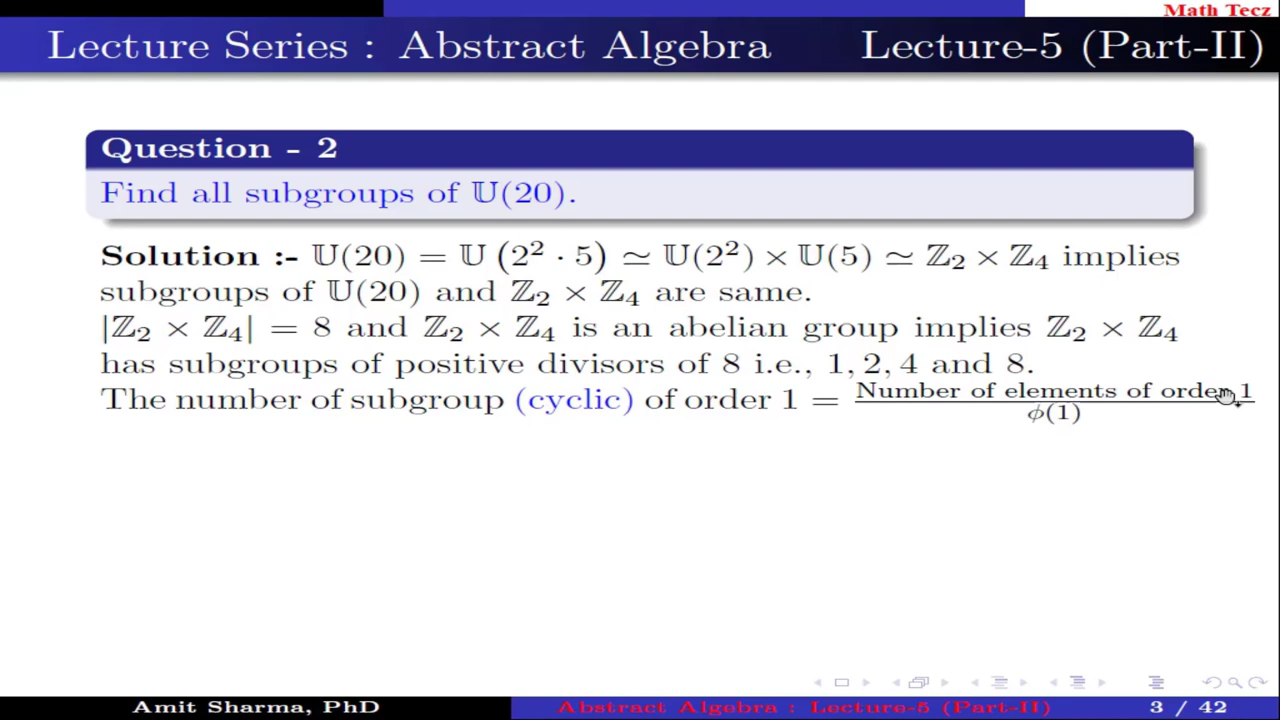 Math Tecz
Lecture Series : Abstract Algebra Lecture-5 (Part-II)
Question - 2
Find all subgroups of 𝕌(20).
Solution :- 𝕌(20) = 𝕌 (2² · 5) ≃ 𝕌(2²) × 𝕌(5) ≃ ℤ₂ × ℤ₄ implies
subgroups of 𝕌(20) and ℤ₂ × ℤ₄ are same.
|ℤ₂ × ℤ₄| = 8 and ℤ₂ × ℤ₄ is an abelian group implies ℤ₂ × ℤ₄
has subgroups of positive divisors of 8 i.e., 1, 2, 4 and 8.
The number of subgroup (cyclic) of order 1 = Number of elements of order 1
ϕ(1)
Amit Sharma, PhD Abstract Algebra : Lecture-5 (Part-II) 3 / 42